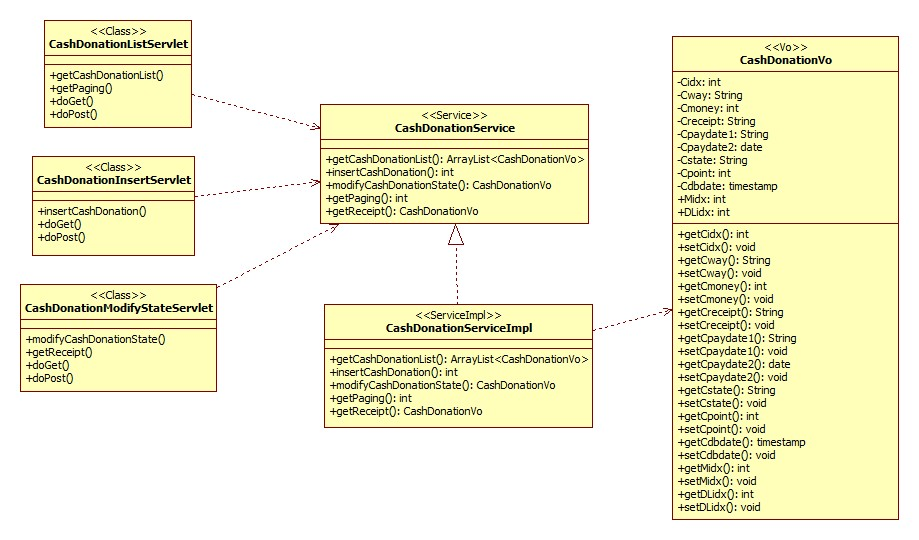 <<Class>>
CashDonationListServlet
+getCashDonationList()
+getPaging()
+doGet()
+doPost()
<<Class>>
CashDonationInsertServlet
+insertCashDonation()
+doGet()
+doPost()
<<Class>>
CashDonationModifyStateServlet
+modifyCashDonationState()
+getReceipt()
+doGet()
+doPost()
<<Service>>
CashDonationService
+getCashDonationList(): ArrayList<CashDonationVo>
+insertCashDonation(): int
+modifyCashDonationState(): CashDonationVo
+getPaging(): int
+getReceipt(): CashDonationVo
<<ServiceImpl>>
CashDonationServiceImpl
+getCashDonationList(): ArrayList<CashDonationVo>
+insertCashDonation(): int
+modifyCashDonationState(): CashDonationVo
+getPaging(): int
+getReceipt(): CashDonationVo
<<Vo>>
CashDonationVo
-Cidx: int
-Cway: String
-Cmoney: int
-Creceipt: String
-Cpaydate1: String
-Cpaydate2: date
-Cstate: String
-Cpoint: int
-Cdbdate: timestamp
+Midx: int
+DLidx: int
+getCidx(): int
+setCidx(): void
+getCway(): String
+setCway(): void
+getCmoney(): int
+setCmoney(): void
+getCreceipt(): String
+setCreceipt(): void
+getCpaydate1(): String
+setCpaydate1(): void
+getCpaydate2(): date
+setCpaydate2(): void
+getCstate(): String
+setCstate(): void
+getCpoint(): int
+setCpoint(): void
+getCdbdate(): timestamp
+setCdbdate(): void
+getMidx(): int
+setMidx(): void
+getDLidx(): int
+setDLidx(): void